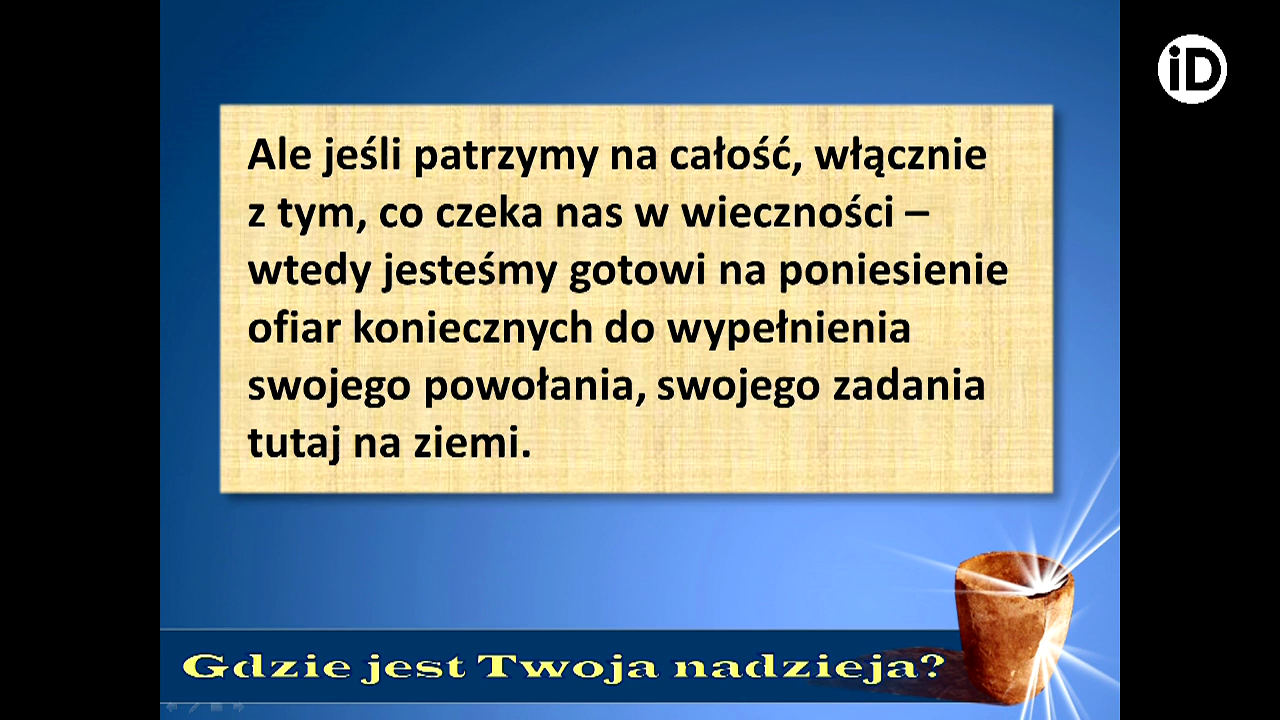 iD
Ale jeśli patrzymy na całość, włącznie
z tym, co czeka nas w wieczności –
wtedy jesteśmy gotowi na poniesienie
ofiar koniecznych do wypełnienia
swojego powołania, swojego zadania
tutaj na ziemi.
Gdzie jest Twoja nadzieja?